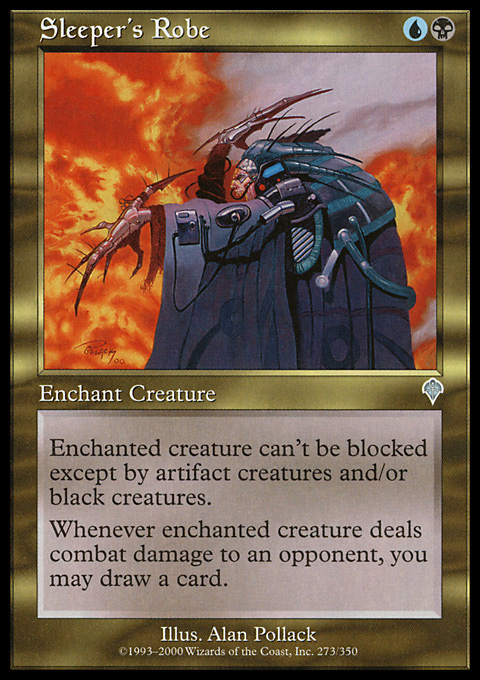 Sleeper's Robe
Enchant Creature
Enchanted creature can't be blocked
except by artifact creatures and/or
black creatures.
Whenever enchanted creature deals
combat damage to an opponent, you
may draw a card.
Illus. Alan Pollack
©1993–2000 Wizards of the Coast, Inc. 273/350